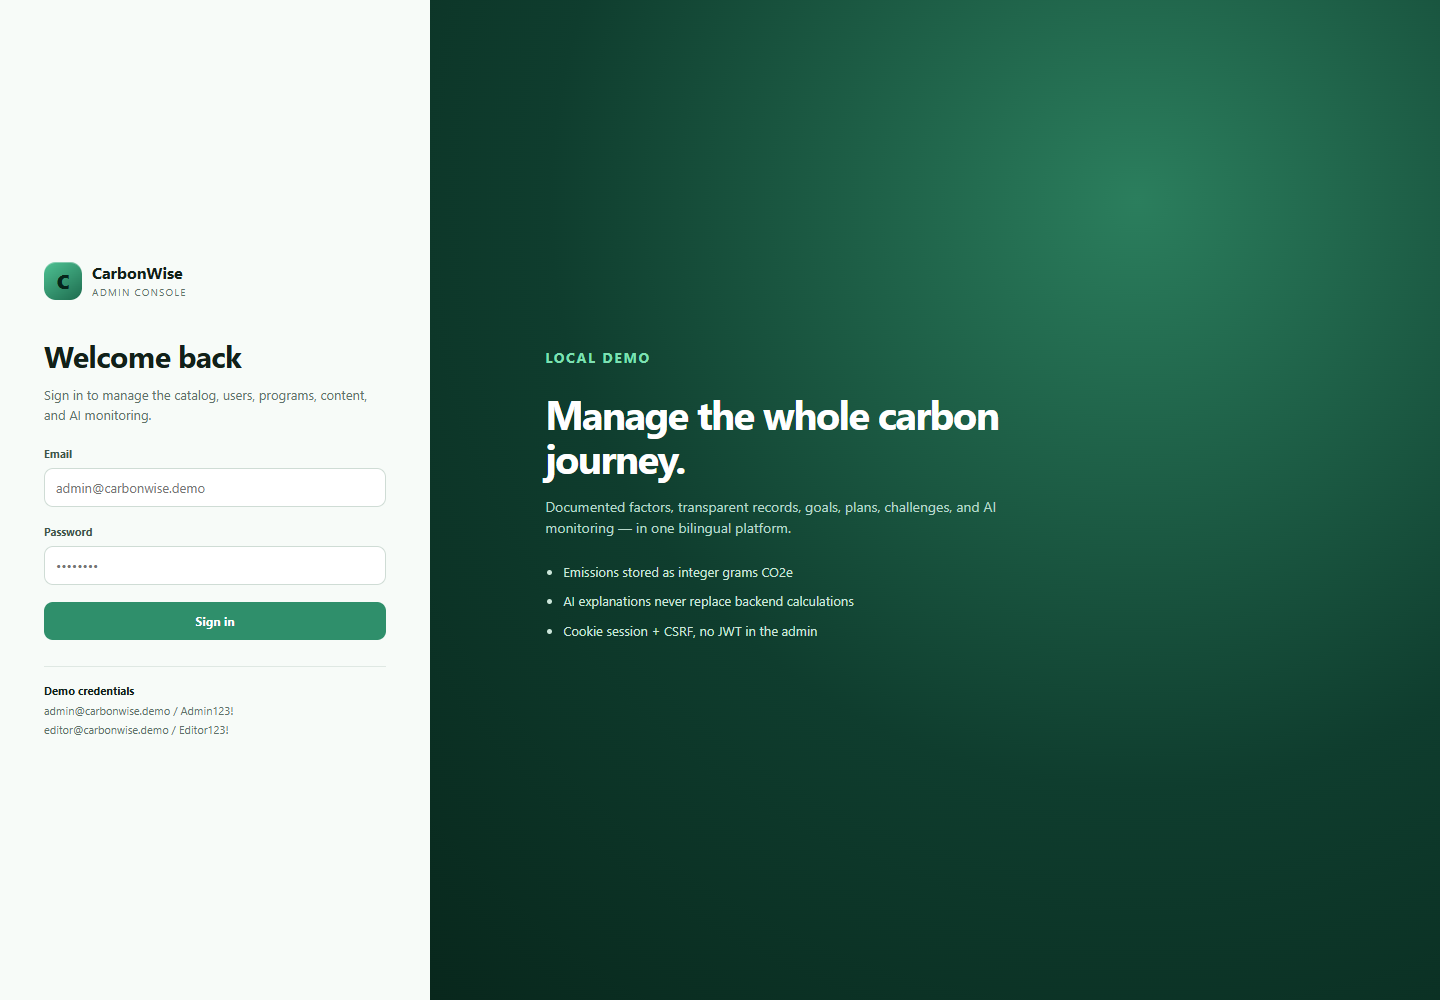 C
CarbonWise
ADMIN CONSOLE
Welcome back
Sign in to manage the catalog, users, programs, content,
and AI monitoring.
Email
admin@carbonwise.demo
Password
••••••••
Sign in
Demo credentials
admin@carbonwise.demo / Admin123!
editor@carbonwise.demo / Editor123!
LOCAL DEMO
Manage the whole carbon
journey.
Documented factors, transparent records, goals, plans, challenges, and AI
monitoring — in one bilingual platform.
• Emissions stored as integer grams CO2e
• AI explanations never replace backend calculations
• Cookie session + CSRF, no JWT in the admin